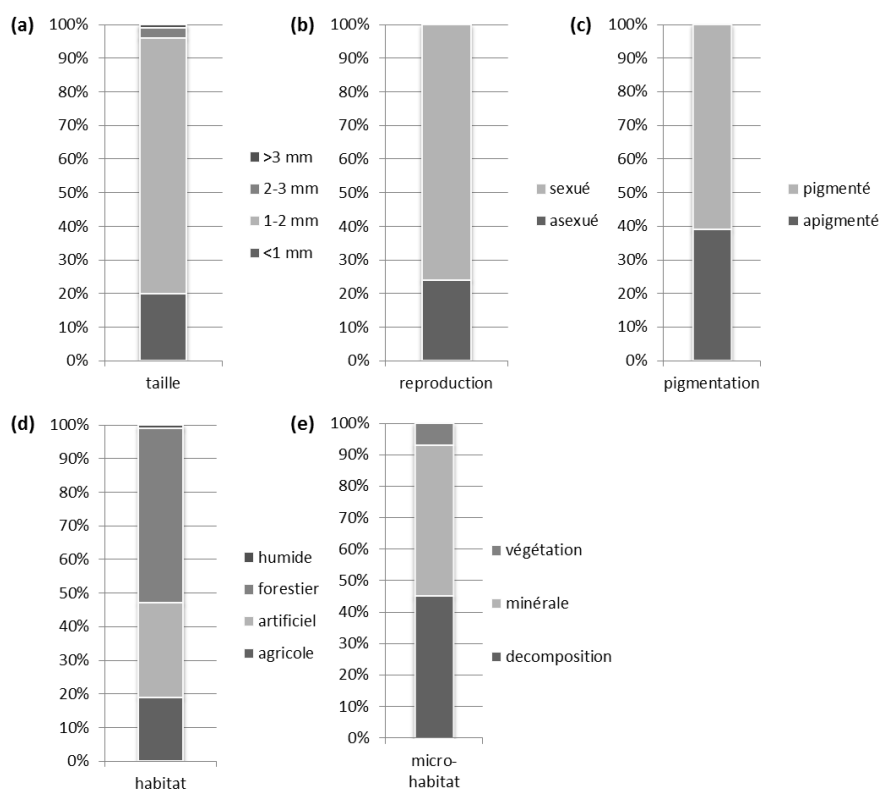 (a)
100%
90%
80%
70%
60%
50%
40%
30%
20%
10%
0%
taille
>3 mm
2-3 mm
1-2 mm
<1 mm
(b)
100%
90%
80%
70%
60%
50%
40%
30%
20%
10%
0%
reproduction
sexué
asexué
(c)
100%
90%
80%
70%
60%
50%
40%
30%
20%
10%
0%
pigmentation
pigmenté
apigmenté
(d)
100%
90%
80%
70%
60%
50%
40%
30%
20%
10%
0%
habitat
humide
forestier
artificiel
agricole
(e)
100%
90%
80%
70%
60%
50%
40%
30%
20%
10%
0%
micro-
habitat
végétation
minérale
decomposition